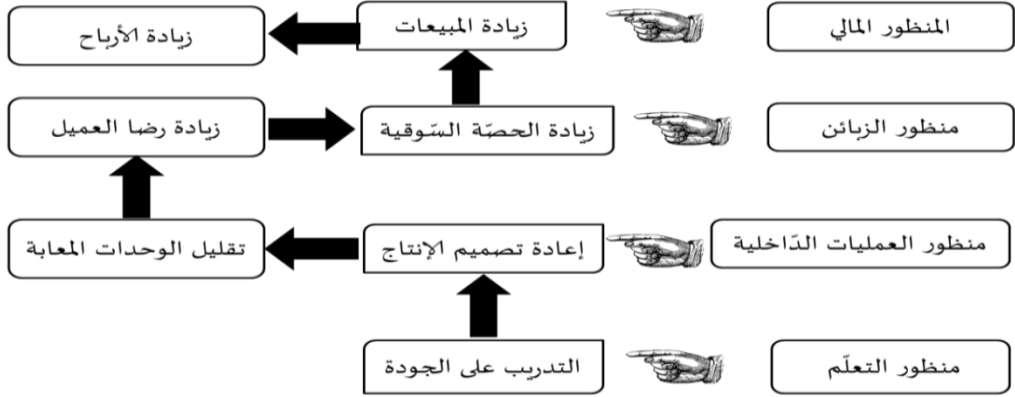 المنظور المالي
زيادة المبيعات
زيادة الأرباح
منظور الزبائن
زيادة الحصّة السّوقية
زيادة رضا العميل
منظور العمليات الدّاخلية
إعادة تصميم الإنتاج
تقليل الوحدات المعابة
منظور التعلّم
التدريب على الجودة